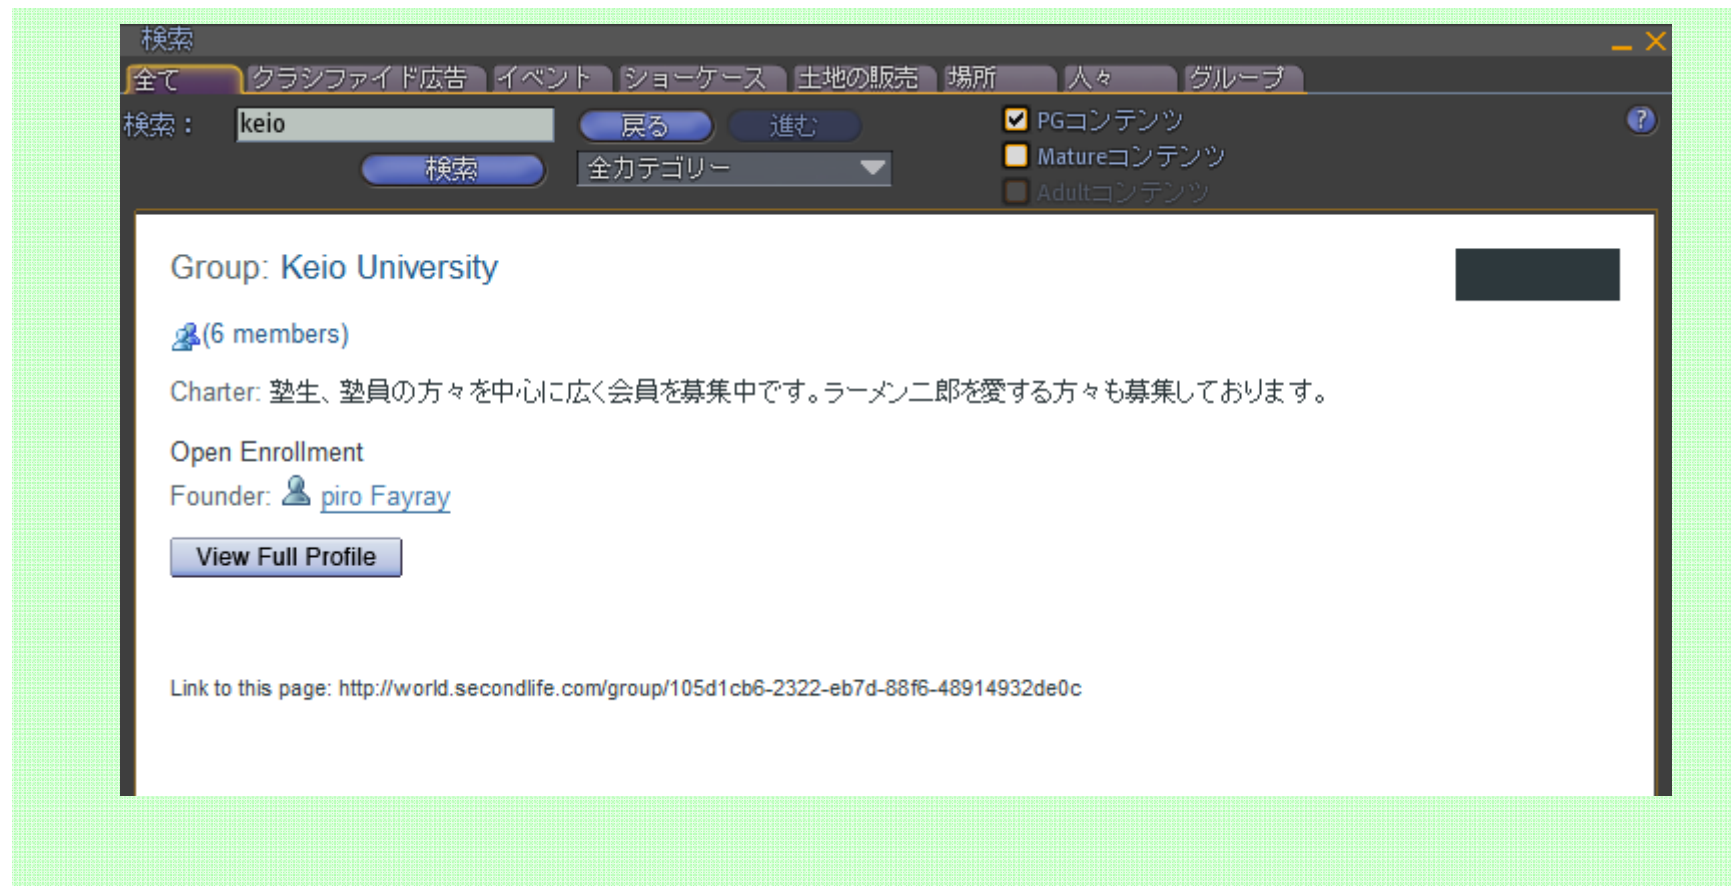 検索
全て クラシファイド広告 イベント ショーケース 土地の販売 場所 人々 グループ
検索： keio 戻る 進む PGコンテンツ ?
検索 全カテゴリー Matureコンテンツ
Adultコンテンツ
Group: Keio University
(6 members)
Charter: 塾生、塾員の方々を中心に広く会員を募集中です。ラーメン二郎を愛する方々も募集しております。
Open Enrollment
Founder: piro Fayray
View Full Profile
Link to this page: http://world.secondlife.com/group/105d1cb6-2322-eb7d-88f6-48914932de0c